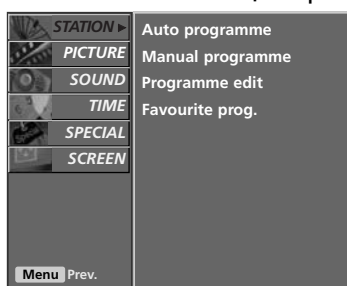 STATION ▶
PICTURE
SOUND
TIME
SPECIAL
SCREEN
Auto programme
Manual programme
Programme edit
Favourite prog.
Menu Prev.